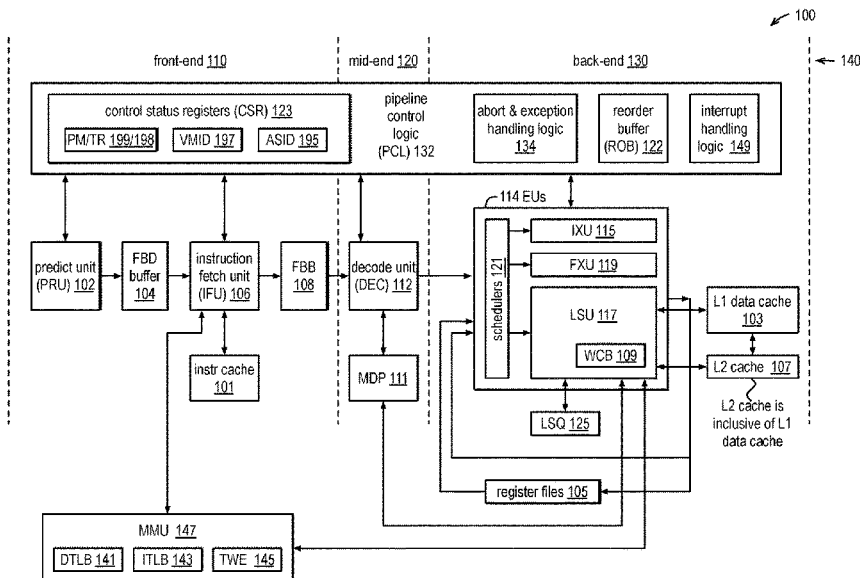 100
140
front-end 110
mid-end 120
back-end 130
control status registers (CSR) 123
PM/TR 199/198
VMID 197
ASID 195
pipeline
control
logic
(PCL) 132
abort & exception
handling logic
134
reorder
buffer
(ROB) 122
interrupt
handling
logic
149
114 EUs
predict unit
(PRU) 102
FBD
buffer
104
instruction
fetch unit
(IFU) 106
FBB
108
decode unit
(DEC) 112
schedulers 121
IXU 115
FXU 119
LSU 117
WCB 109
L1 data cache
103
L2 cache 107
L2 cache is
inclusive of L1
data cache
instr cache
101
MDP 111
LSQ 125
register files 105
MMU 147
DTLB 141
ITLB 143
TWE 145